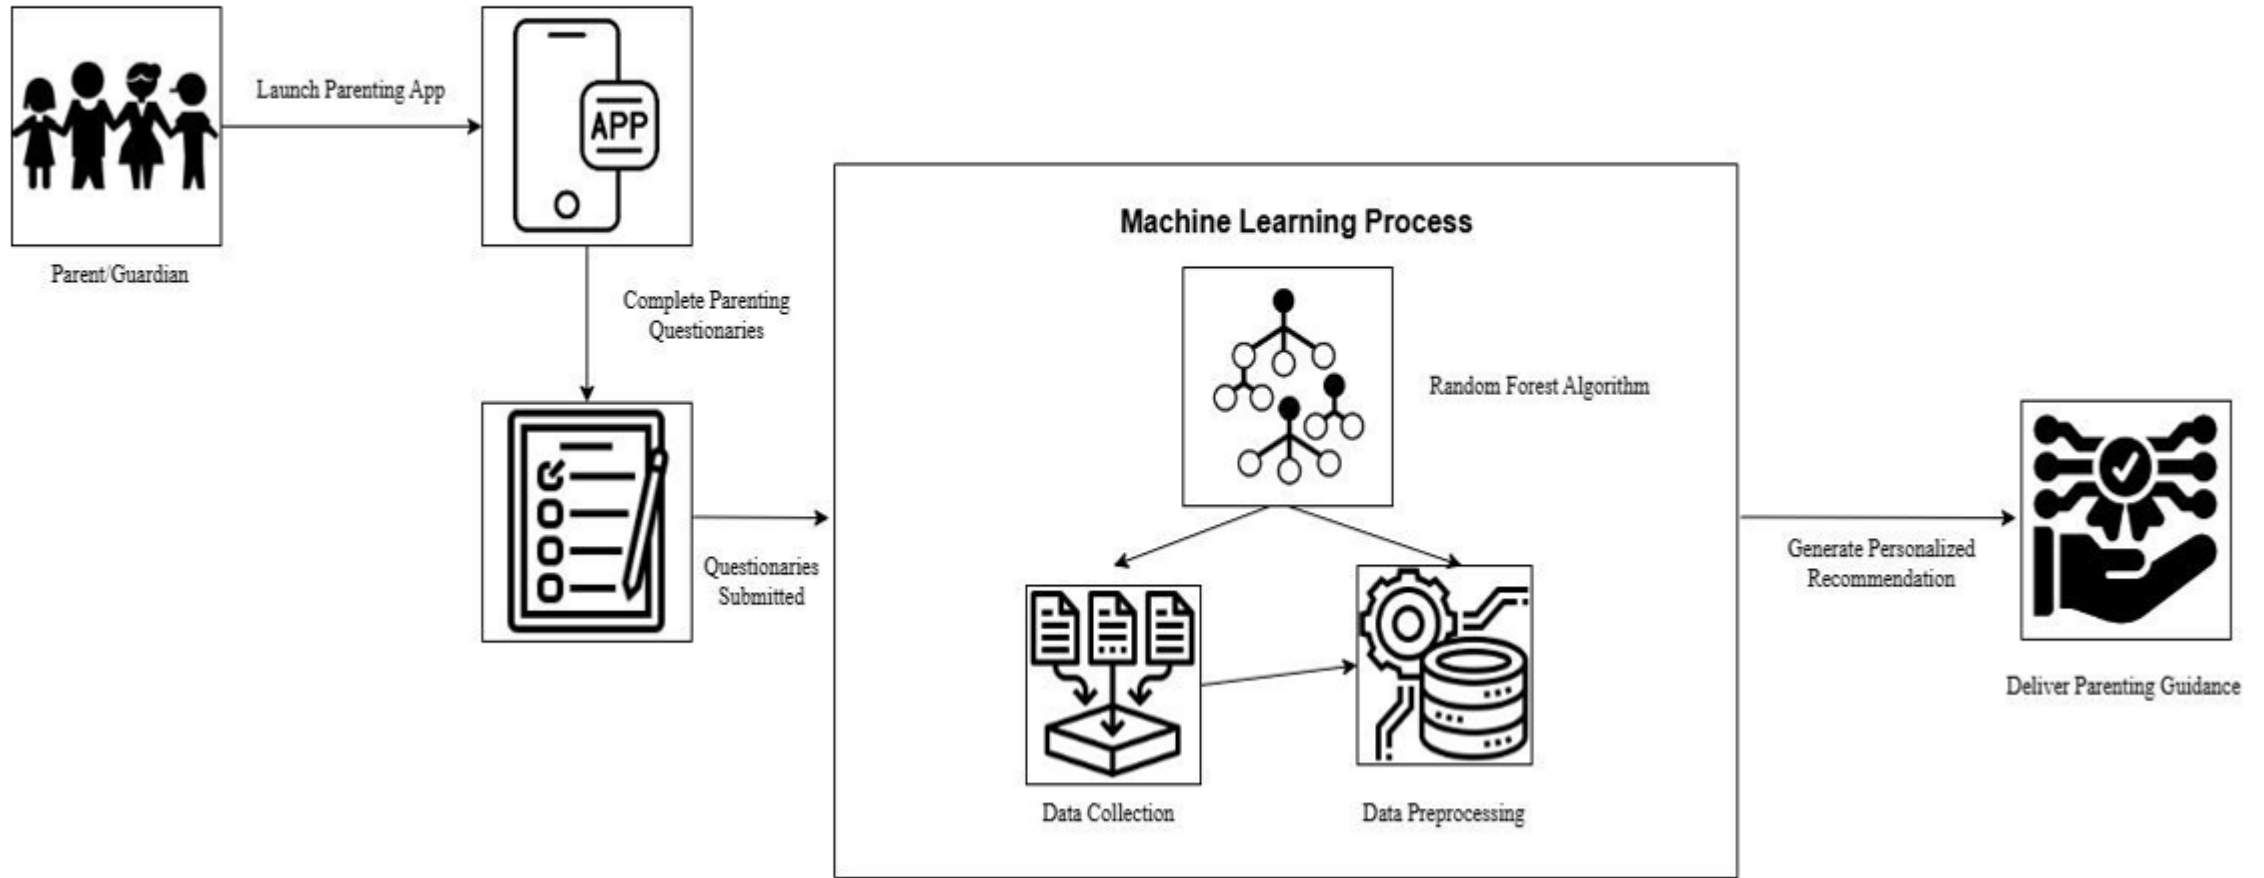 Launch Parenting App
APP
Parent/Guardian
Complete Parenting
Questionaries
Questionaries
Submitted
Machine Learning Process
Random Forest Algorithm
Data Collection
Data Preprocessing
Generate Personalized
Recommendation
Deliver Parenting Guidance